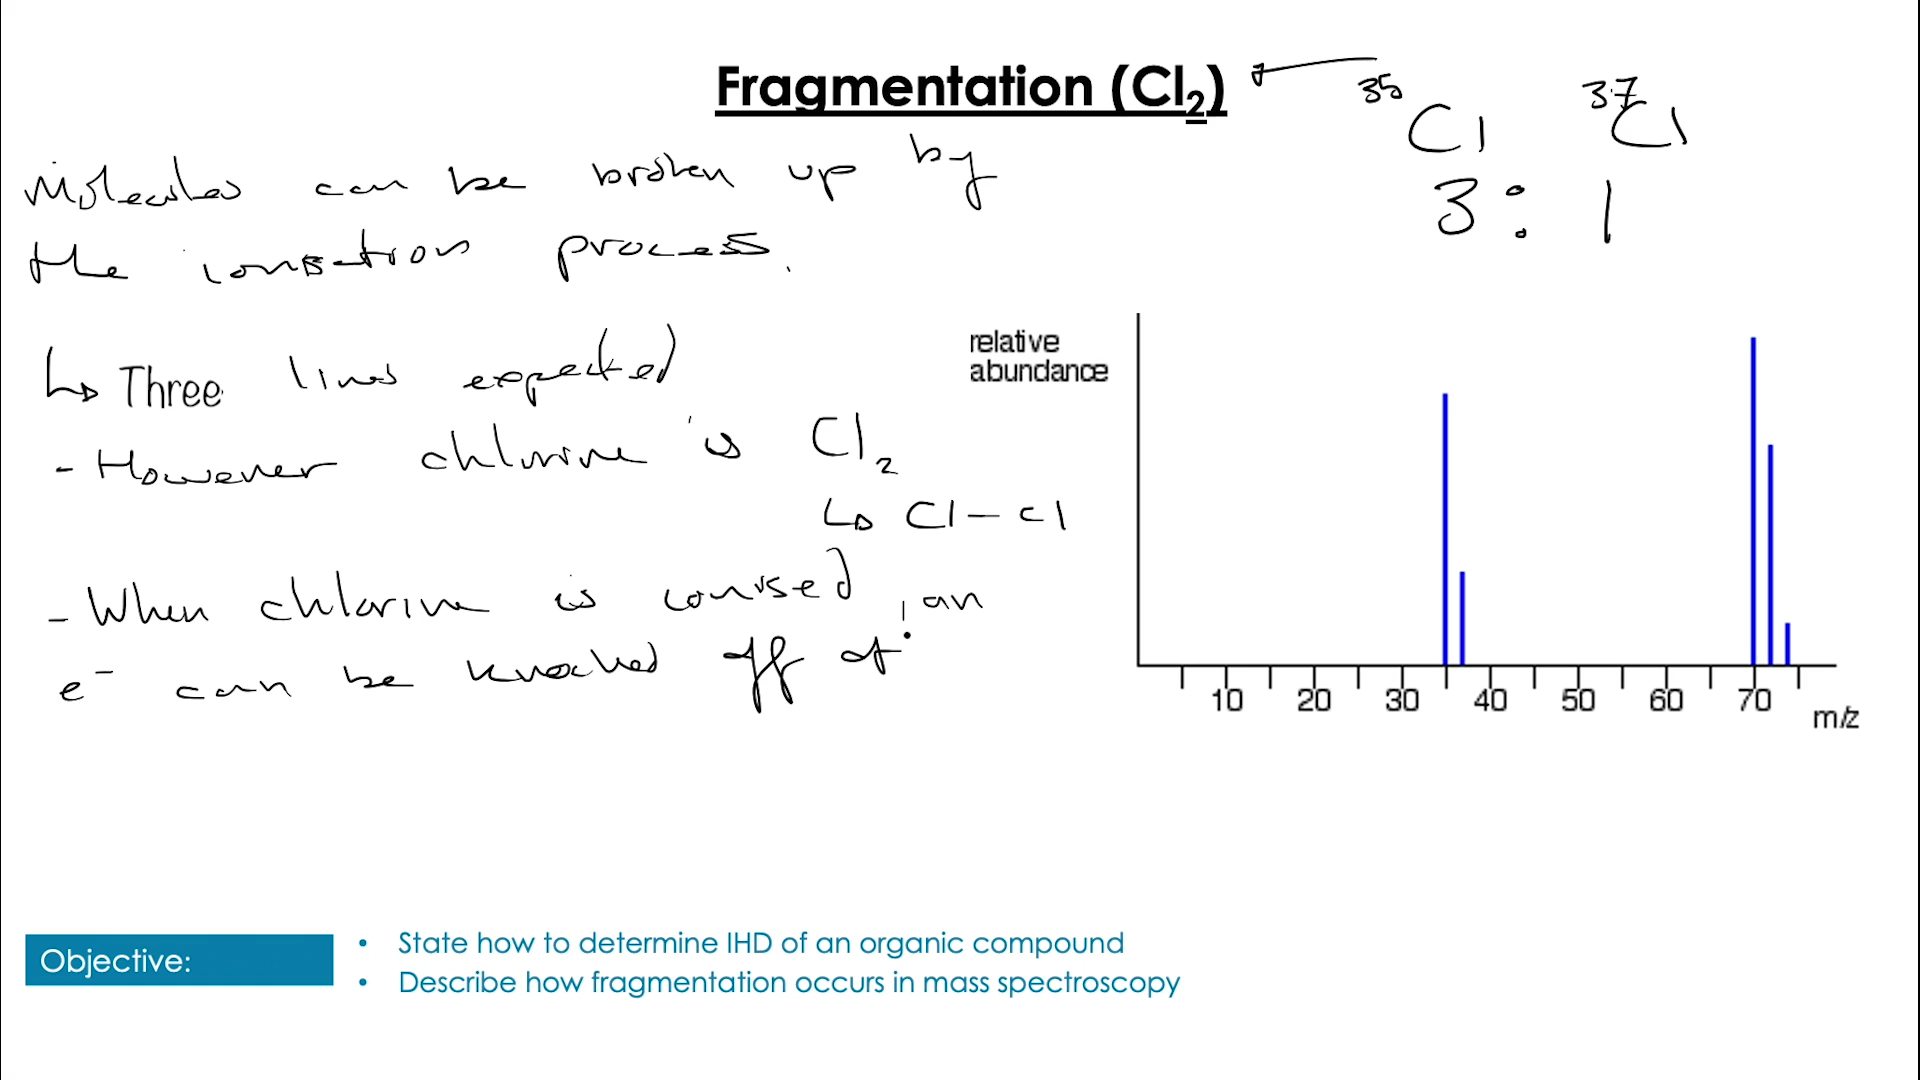 Fragmentation (Cl₂)
³⁵Cl ³⁷Cl
3 : 1
Molecules can be broken up by
the ionisation process.
↳ Three lines expected
- However chlorine is Cl₂
↳ Cl – Cl
- When chlorine is ionised, an
e⁻ can be knocked off of
relative
abundance
10 20 30 40 50 60 70
m/z
Objective:
• State how to determine IHD of an organic compound
• Describe how fragmentation occurs in mass spectroscopy